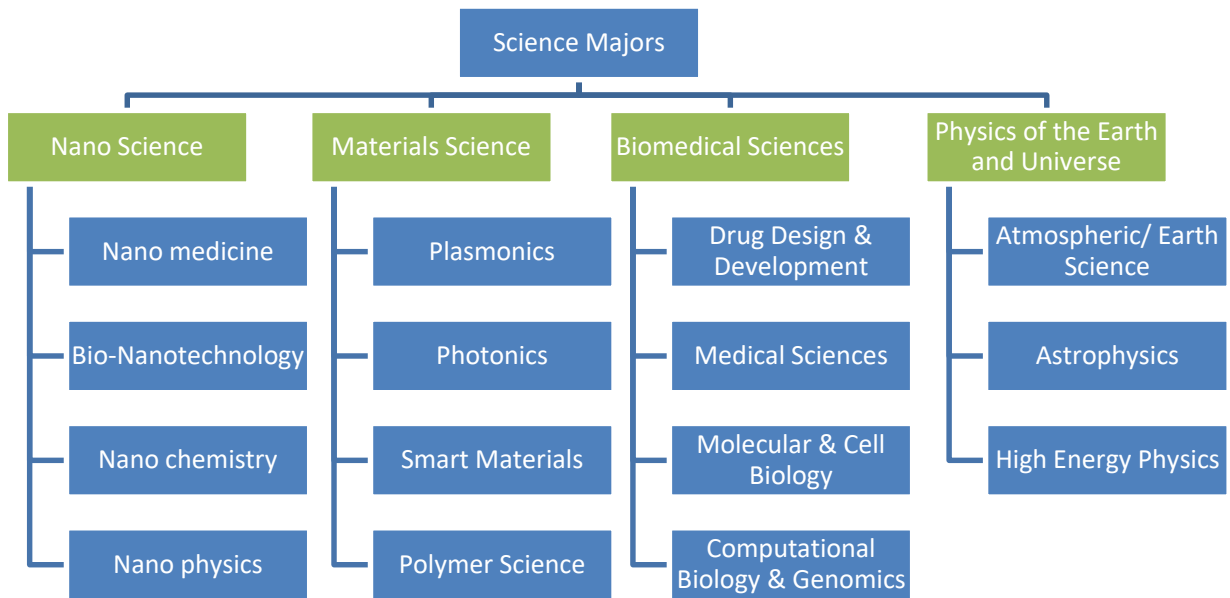 Science Majors
Nano Science
Materials Science
Biomedical Sciences
Physics of the Earth
and Universe
Nano medicine
Bio-Nanotechnology
Nano chemistry
Nano physics
Plasmonics
Photonics
Smart Materials
Polymer Science
Drug Design &
Development
Medical Sciences
Molecular & Cell
Biology
Computational
Biology & Genomics
Atmospheric/ Earth
Science
Astrophysics
High Energy Physics